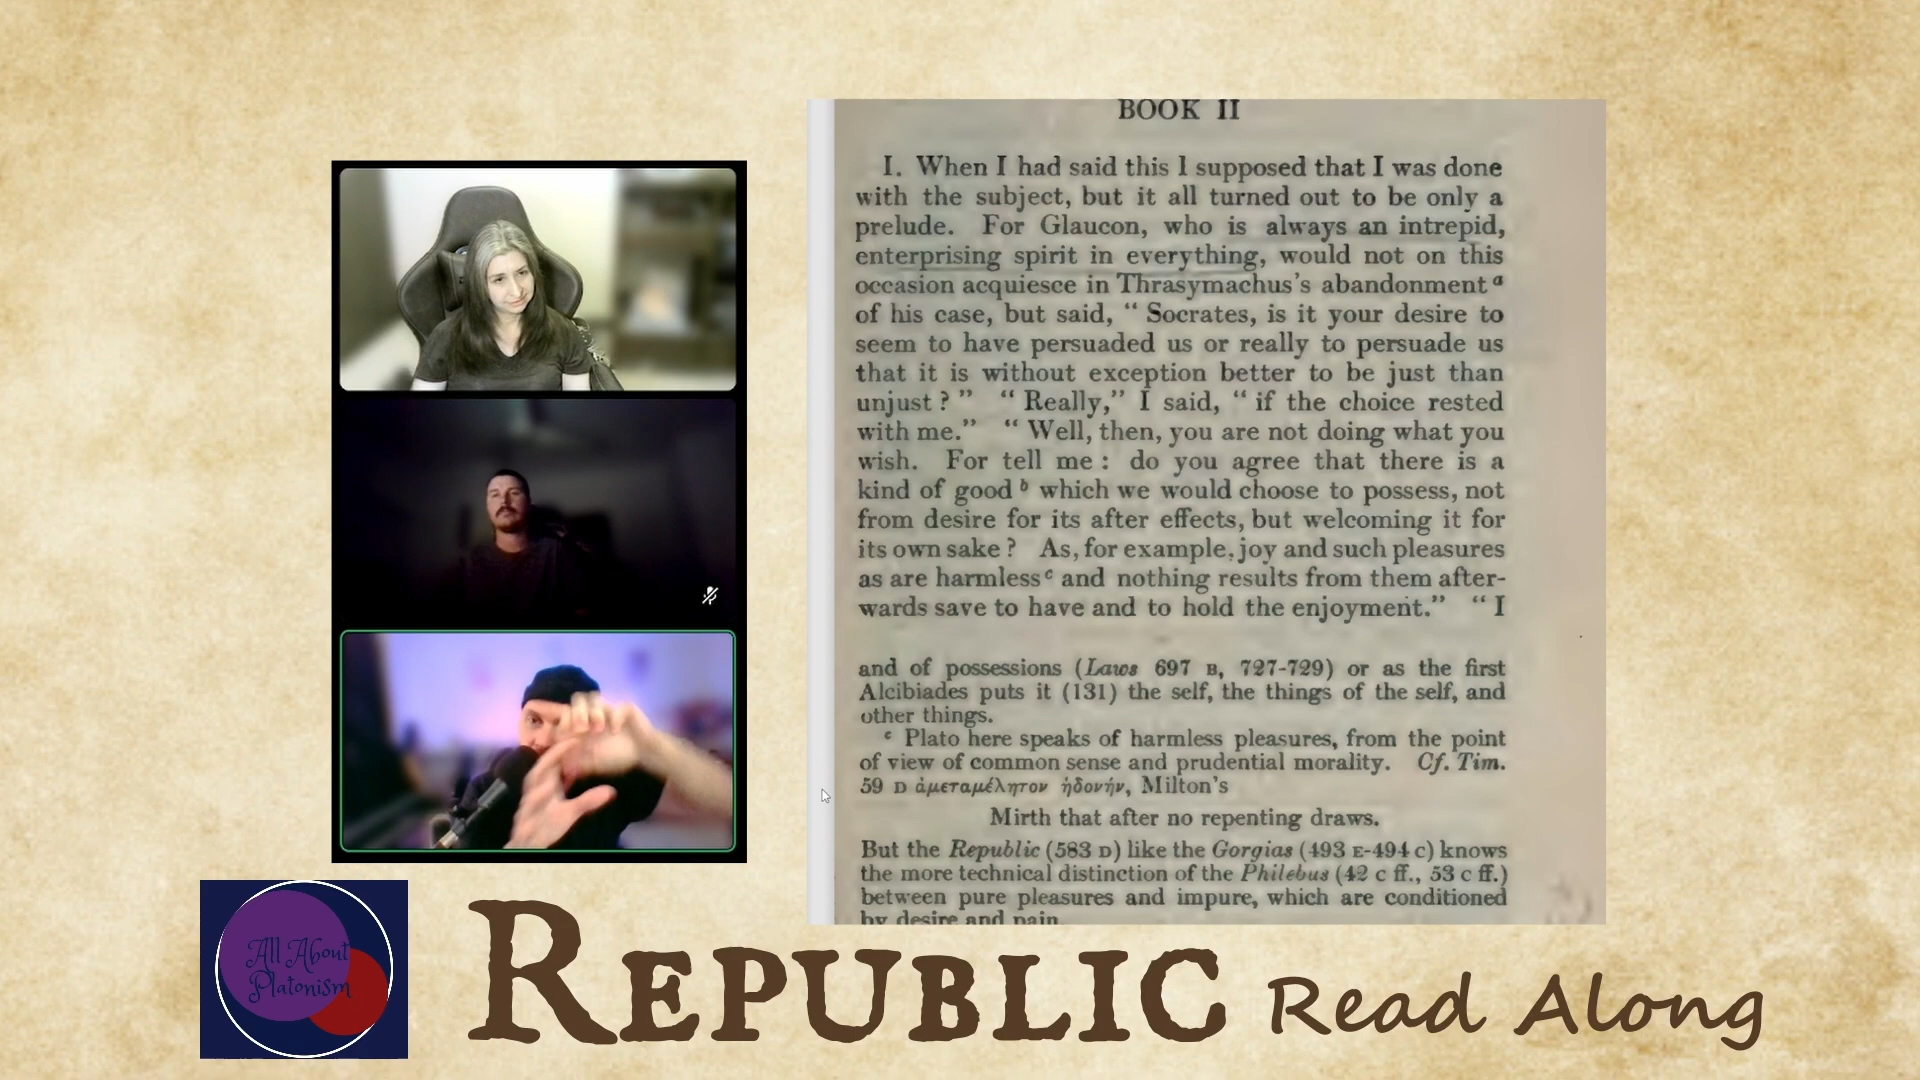 BOOK II
I. When I had said this I supposed that I was done
with the subject, but it all turned out to be only a
prelude. For Glaucon, who is always an intrepid,
enterprising spirit in everything, would not on this
occasion acquiesce in Thrasymachus's abandonment ᵃ
of his case, but said, “ Socrates, is it your desire to
seem to have persuaded us or really to persuade us
that it is without exception better to be just than
unjust ? ” “ Really,” I said, “ if the choice rested
with me.” “ Well, then, you are not doing what you
wish. For tell me : do you agree that there is a
kind of good ᵇ which we would choose to possess, not
from desire for its after effects, but welcoming it for
its own sake ? As, for example, joy and such pleasures
as are harmless ᶜ and nothing results from them after-
wards save to have and to hold the enjoyment.” “ I
and of possessions (Laws 697 B, 727-729) or as the first
Alcibiades puts it (131) the self, the things of the self, and
other things.
ᶜ Plato here speaks of harmless pleasures, from the point
of view of common sense and prudential morality. Cf. Tim.
59 D ἀμεταμέλητον ἡδονήν, Milton's
Mirth that after no repenting draws.
But the Republic (583 D) like the Gorgias (493 E-494 C) knows
the more technical distinction of the Philebus (42 C ff., 53 C ff.)
between pure pleasures and impure, which are conditioned
by desire and pain.
All About
Platonism
REPUBLIC Read Along